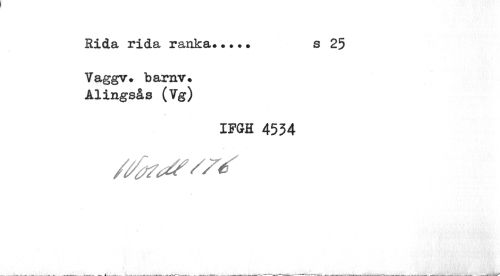 Rida rida ranka..... s 25
Vaggv. barnv.
Alingsås (Vg)
IFGH 4534
Wordl 176